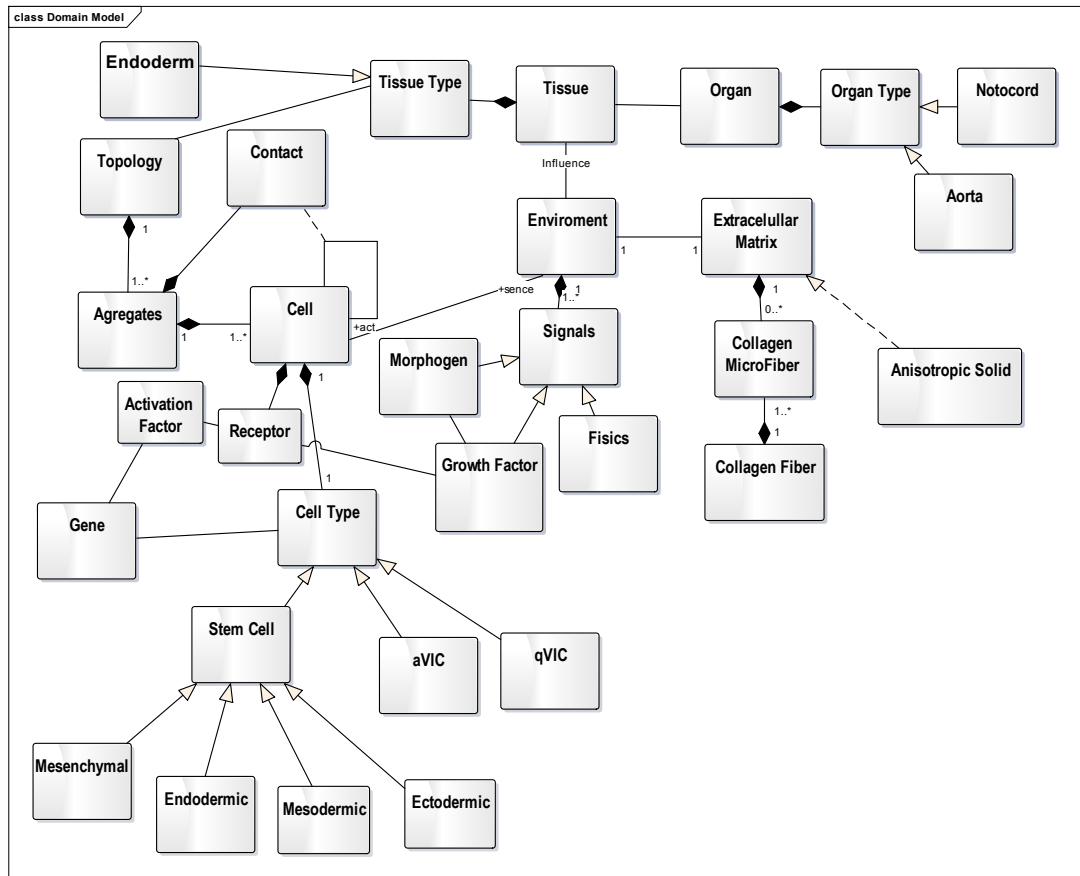 class Domain Model
Endoderm
Tissue Type
Tissue
Organ
Organ Type
Notocord
Topology
Contact
Influence
Aorta
Enviroment
Extracelullar
Matrix
1
1
1
1..*
+sence
1
1..*
1
0..*
Agregates
Cell
1
1..*
+act
Signals
Collagen
MicroFiber
Anisotropic Solid
Morphogen
1
Activation
Factor
Receptor
Fisics
1..*
1
Growth Factor
Collagen Fiber
1
Gene
Cell Type
Stem Cell
aVIC
qVIC
Mesenchymal
Endodermic
Mesodermic
Ectodermic